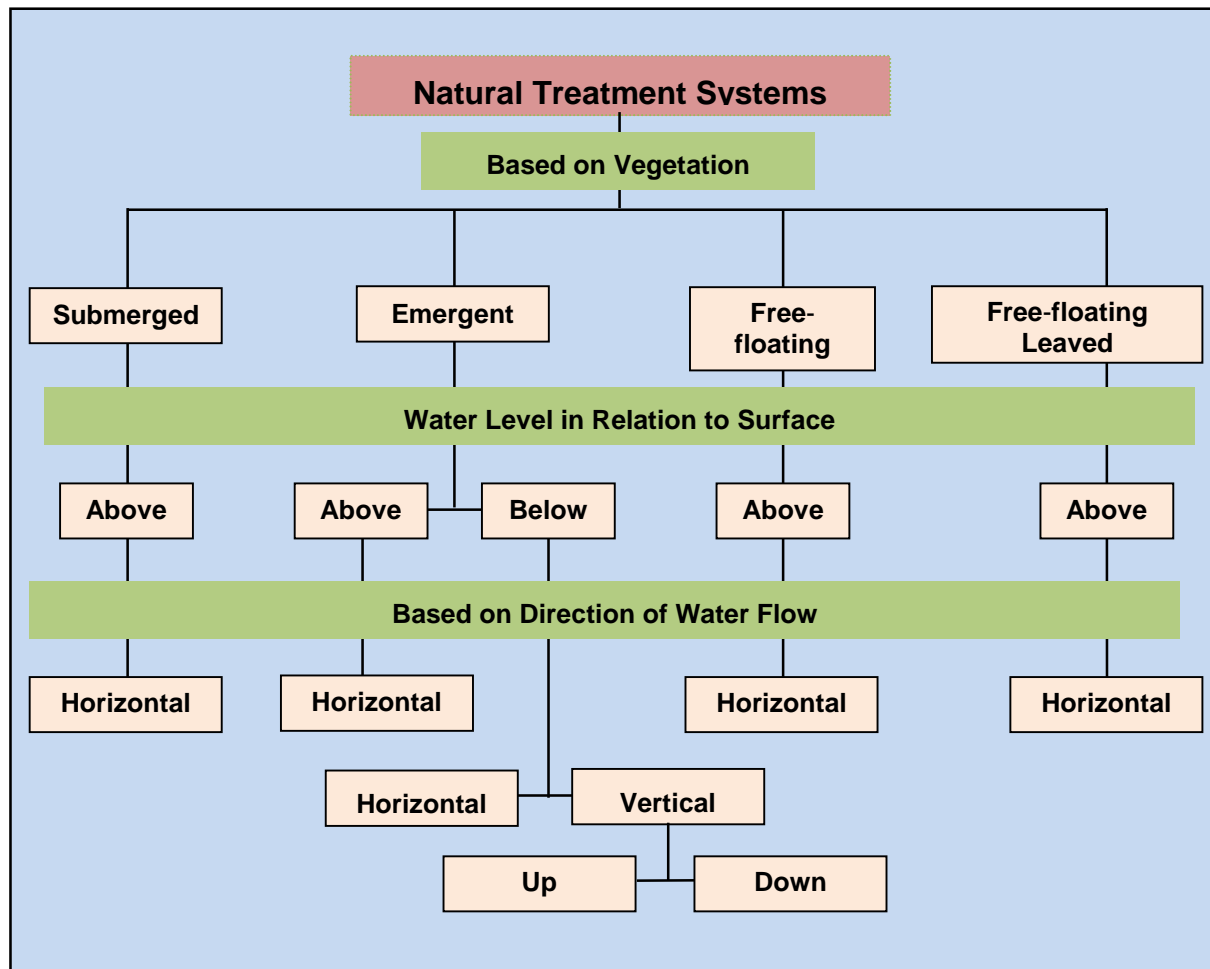 Natural Treatment Svstems
Based on Vegetation
Submerged
Emergent
Free-
floating
Free-floating
Leaved
Water Level in Relation to Surface
Above
Above
Below
Above
Above
Based on Direction of Water Flow
Horizontal
Horizontal
Horizontal
Horizontal
Horizontal
Vertical
Up
Down